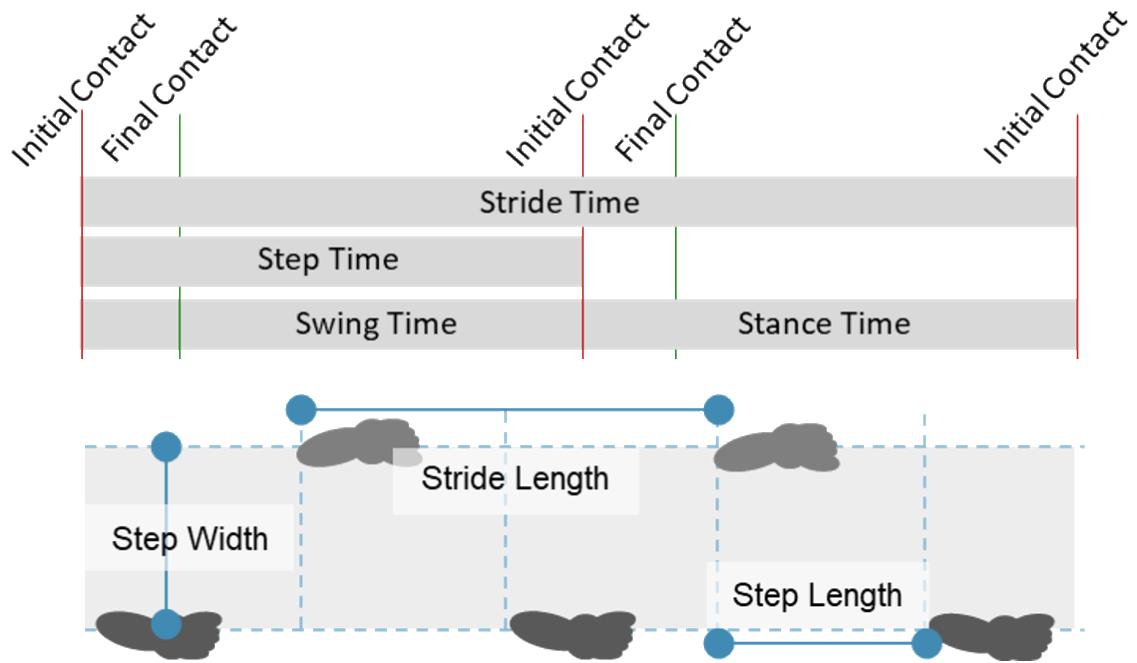 Initial Contact
Final Contact
Initial Contact
Final Contact
Initial Contact
Stride Time
Step Time
Swing Time
Stance Time
Stride Length
Step Width
Step Length